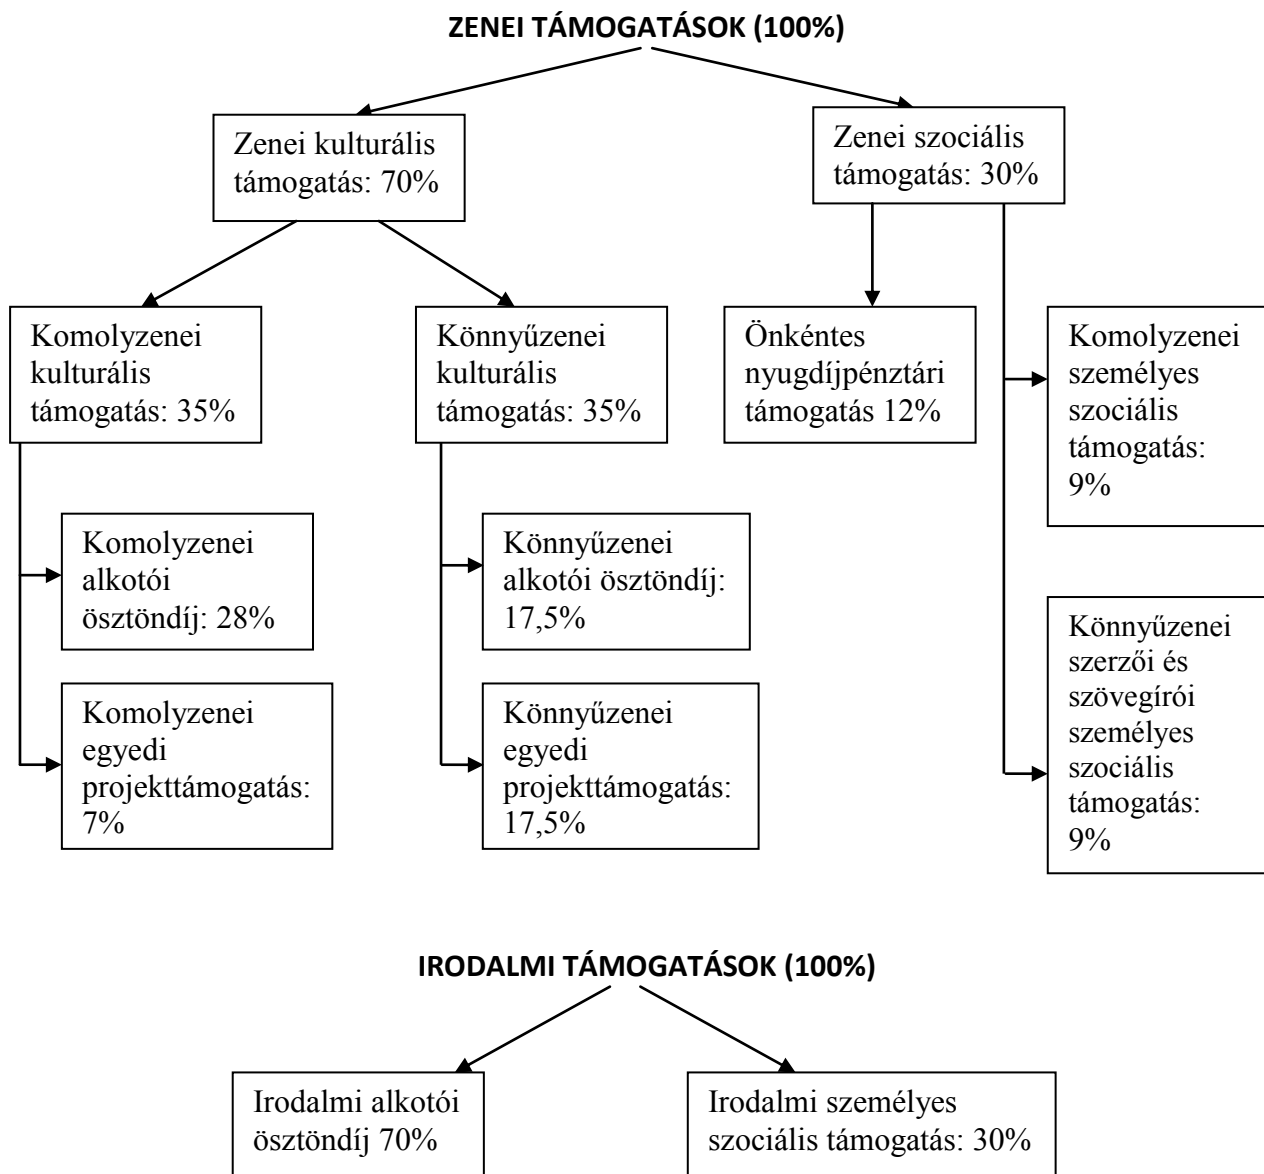 ZENEI TÁMOGATÁSOK (100%)
Zenei kulturális
támogatás: 70%
Zenei szociális
támogatás: 30%
Komolyzenei
kulturális
támogatás: 35%
Könnyűzenei
kulturális
támogatás: 35%
Önkéntes
nyugdíjpénztári
támogatás 12%
Komolyzenei
személyes
szociális
támogatás:
9%
Komolyzenei
alkotói
ösztöndíj: 28%
Könnyűzenei
alkotói ösztöndíj:
17,5%
Könnyűzenei
szerzői és
szövegírói
személyes
szociális
támogatás:
9%
Komolyzenei
egyedi
projekttámogatás:
7%
Könnyűzenei
egyedi
projekttámogatás:
17,5%
IRODALMI TÁMOGATÁSOK (100%)
Irodalmi alkotói
ösztöndíj 70%
Irodalmi személyes
szociális támogatás: 30%